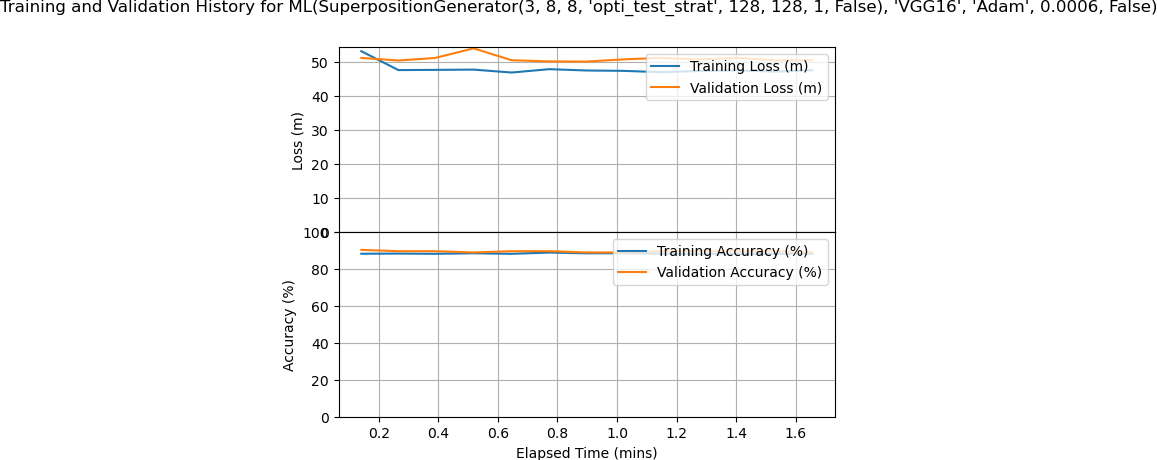 Training and Validation History for ML(SuperpositionGenerator(3, 8, 8, 'opti_test_strat', 128, 128, 1, False), 'VGG16', 'Adam', 0.0006, False)
50
40
30
20
10
0
Loss (m)
Training Loss (m)
Validation Loss (m)
100
80
60
40
20
0
Accuracy (%)
Training Accuracy (%)
Validation Accuracy (%)
0.2 0.4 0.6 0.8 1.0 1.2 1.4 1.6
Elapsed Time (mins)